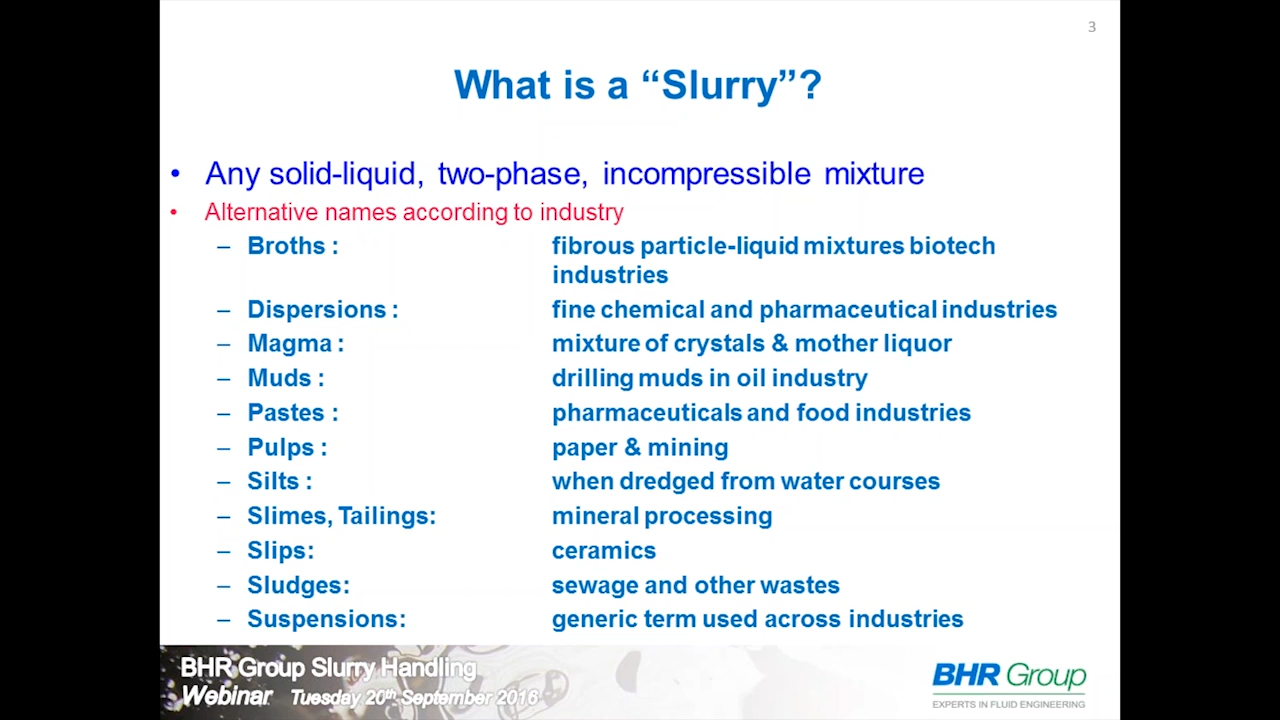 3
What is a “Slurry”?
• Any solid-liquid, two-phase, incompressible mixture
• Alternative names according to industry
– Broths : fibrous particle-liquid mixtures biotech
industries
– Dispersions : fine chemical and pharmaceutical industries
– Magma : mixture of crystals & mother liquor
– Muds : drilling muds in oil industry
– Pastes : pharmaceuticals and food industries
– Pulps : paper & mining
– Silts : when dredged from water courses
– Slimes, Tailings: mineral processing
– Slips: ceramics
– Sludges: sewage and other wastes
– Suspensions: generic term used across industries
BHR Group Slurry Handling
Webinar Tuesday 20th September 2016
BHR Group
EXPERTS IN FLUID ENGINEERING